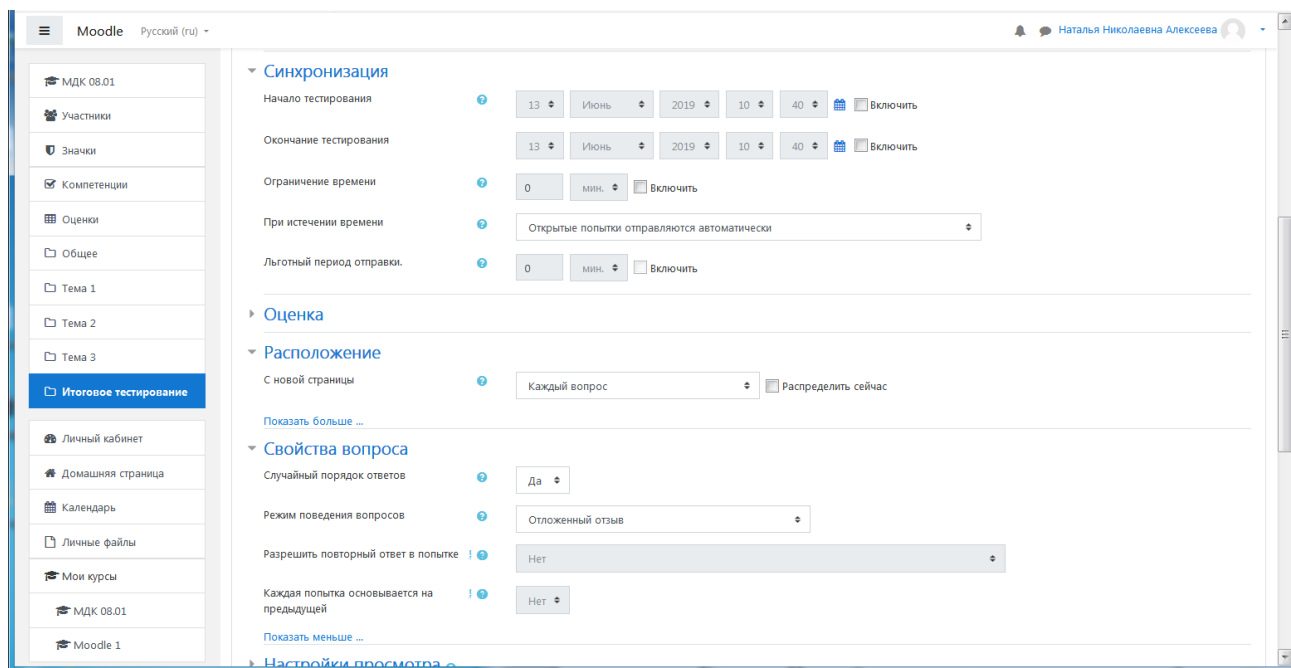 Moodle Русский (ru)
Наталья Николаевна Алексеева
МДК 08.01
Участники
Значки
Компетенции
Оценки
Общее
Тема 1
Тема 2
Тема 3
Итоговое тестирование
Личный кабинет
Домашняя страница
Календарь
Личные файлы
Мои курсы
МДК 08.01
Moodle 1
Синхронизация
Начало тестирования 13 Июнь 2019 10 40 Включить
Окончание тестирования 13 Июнь 2019 10 40 Включить
Ограничение времени 0 мин. Включить
При истечении времени Открытые попытки отправляются автоматически
Льготный период отправки. 0 мин. Включить
Оценка
Расположение
С новой страницы Каждый вопрос Распределить сейчас
Показать больше ...
Свойства вопроса
Случайный порядок ответов Да
Режим поведения вопросов Отложенный отзыв
Разрешить повторный ответ в попытке ! Нет
Каждая попытка основывается на ! Нет
предыдущей
Показать меньше ...
Настройки просмотра